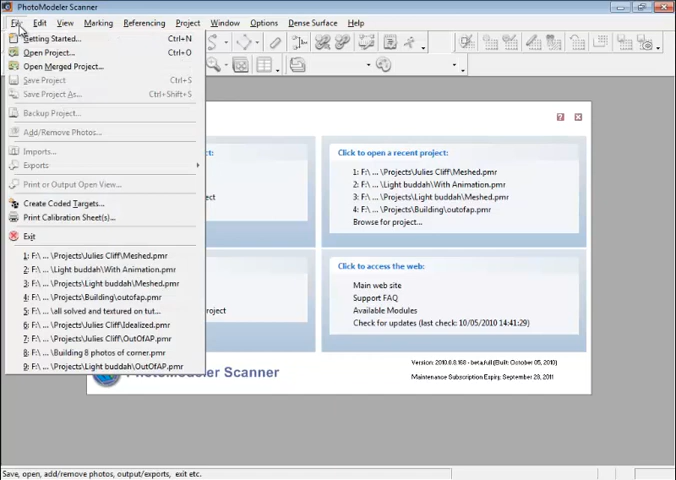 PhotoModeler Scanner
File Edit View Marking Referencing Project Window Options Dense Surface Help
Getting Started... Ctrl+N
Open Project... Ctrl+O
Open Merged Project...
Save Project Ctrl+S
Save Project As... Ctrl+Shift+S
Backup Project...
Add/Remove Photos...
Imports...
Exports
Print or Output Open View...
Create Coded Targets...
Print Calibration Sheet(s)...
Exit
1: F:\ ... \Projects\Julies Cliff\Meshed.pmr
2: F:\ ... \Light buddah\With Animation.pmr
3: F:\ ... \Projects\Light buddah\Meshed.pmr
4: F:\ ... \Projects\Building\outofap.pmr
5: F:\ ... \all solved and textured on tut...
6: F:\ ... \Projects\Julies Cliff\Idealized.pmr
7: F:\ ... \Projects\Julies Cliff\OutOfAP.pmr
8: F:\ ... \Building 8 photos of corner.pmr
9: F:\ ... \Projects\Light buddah\OutOfAP.pmr
ct:
ct
roject
Click to open a recent project:
1: F:\ ... \Projects\Julies Cliff\Meshed.pmr
2: F:\ ... \Light buddah\With Animation.pmr
3: F:\ ... \Projects\Light buddah\Meshed.pmr
4: F:\ ... \Projects\Building\outofap.pmr
Browse for project...
Click to access the web:
Main web site
Support FAQ
Available Modules
Check for updates (last check: 10/05/2010 14:41:29)
PhotoModeler Scanner
Version: 2010.0.8.168 - beta.full (Built: October 05, 2010)
Maintenance Subscription Expiry, September 28, 2011
Save, open, add/remove photos, output/exports, exit etc.